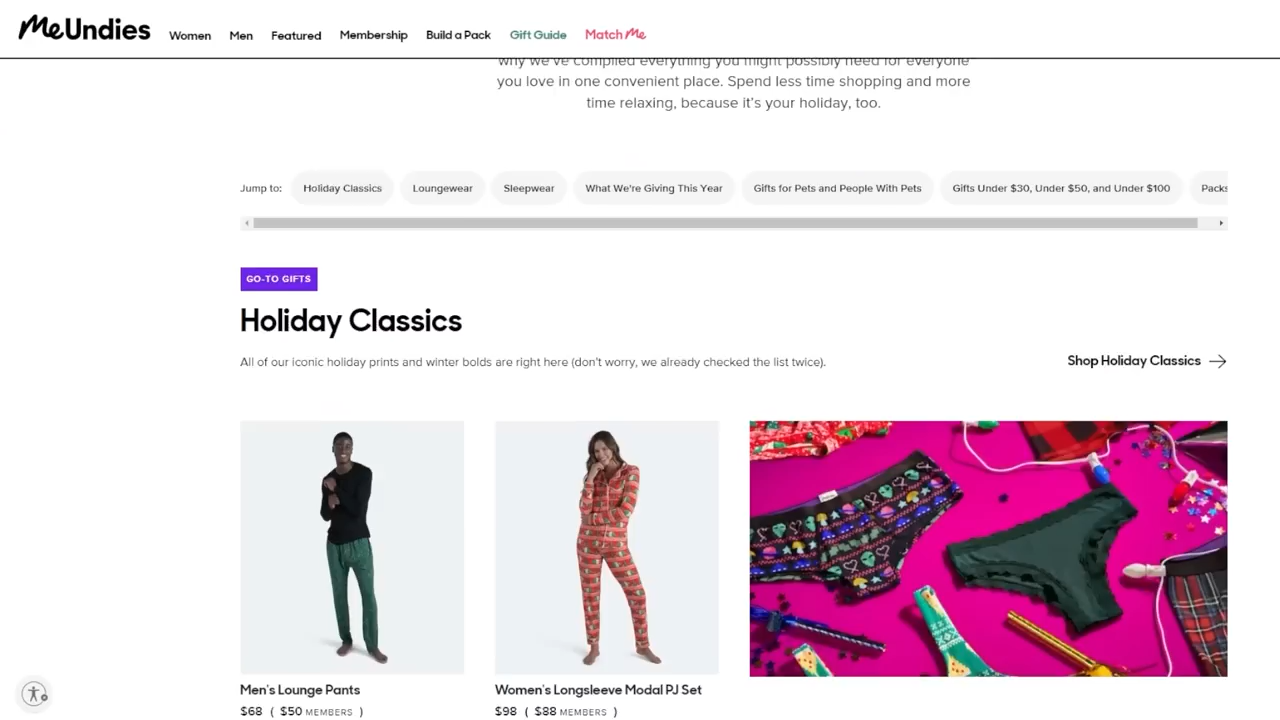 MeUndies
Women
Men
Featured
Membership
Build a Pack
Gift Guide
Match Me
why we've compiled everything you might possibly need for everyone
you love in one convenient place. Spend less time shopping and more
time relaxing, because it's your holiday, too.
Jump to:
Holiday Classics
Loungewear
Sleepwear
What We're Giving This Year
Gifts for Pets and People With Pets
Gifts Under $30, Under $50, and Under $100
Packs
GO-TO GIFTS
Holiday Classics
All of our iconic holiday prints and winter bolds are right here (don't worry, we already checked the list twice).
Shop Holiday Classics
Men's Lounge Pants
$68 ( $50 MEMBERS )
Women's Longsleeve Modal PJ Set
$98 ( $88 MEMBERS )